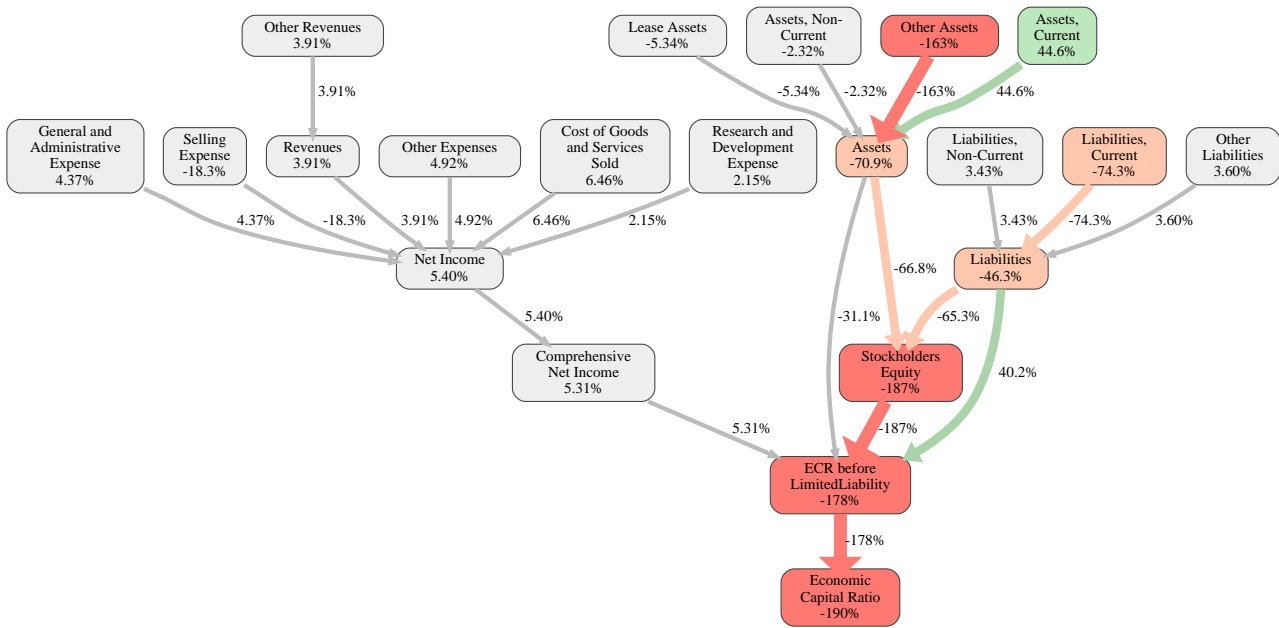 Other Revenues
3.91%
Lease Assets
-5.34%
Assets, Non-
Current
-2.32%
Other Assets
-163%
Assets,
Current
44.6%
3.91%
-5.34%
-2.32%
-163%
44.6%
General and
Administrative
Expense
4.37%
Selling
Expense
-18.3%
Revenues
3.91%
Other Expenses
4.92%
Cost of Goods
and Services
Sold
6.46%
Research and
Development
Expense
2.15%
Assets
-70.9%
Liabilities,
Non-Current
3.43%
Liabilities,
Current
-74.3%
Other
Liabilities
3.60%
4.37%
-18.3%
3.91%
4.92%
6.46%
2.15%
3.43%
-74.3%
3.60%
Net Income
5.40%
-66.8%
Liabilities
-46.3%
5.40%
-31.1%
-65.3%
Comprehensive
Net Income
5.31%
Stockholders
Equity
-187%
40.2%
5.31%
-187%
ECR before
LimitedLiability
-178%
-178%
Economic
Capital Ratio
-190%